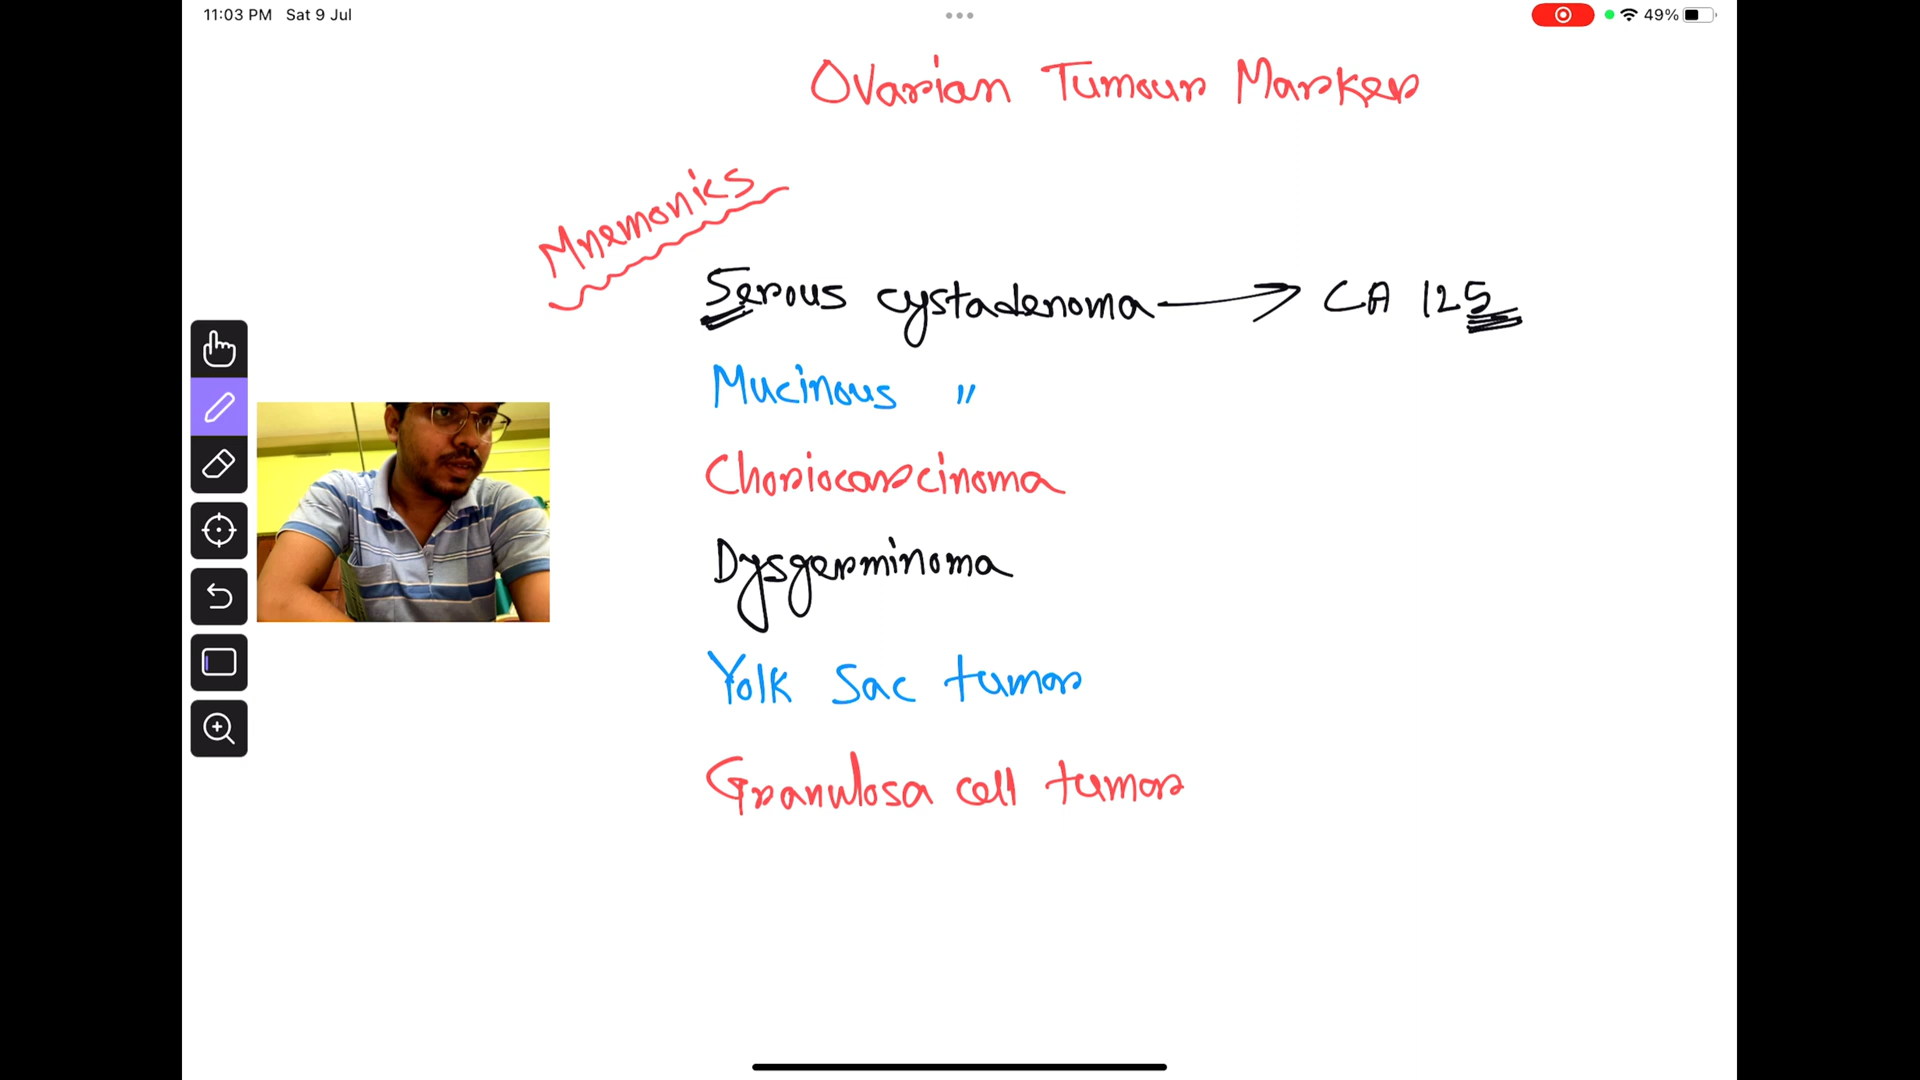 11:03 PM Sat 9 Jul
49%
Ovarian Tumour Marker
Mnemonics
Serous cystadenoma → CA 125
Mucinous "
Choriocarcinoma
Dysgerminoma
Yolk Sac tumor
Granulosa cell tumor